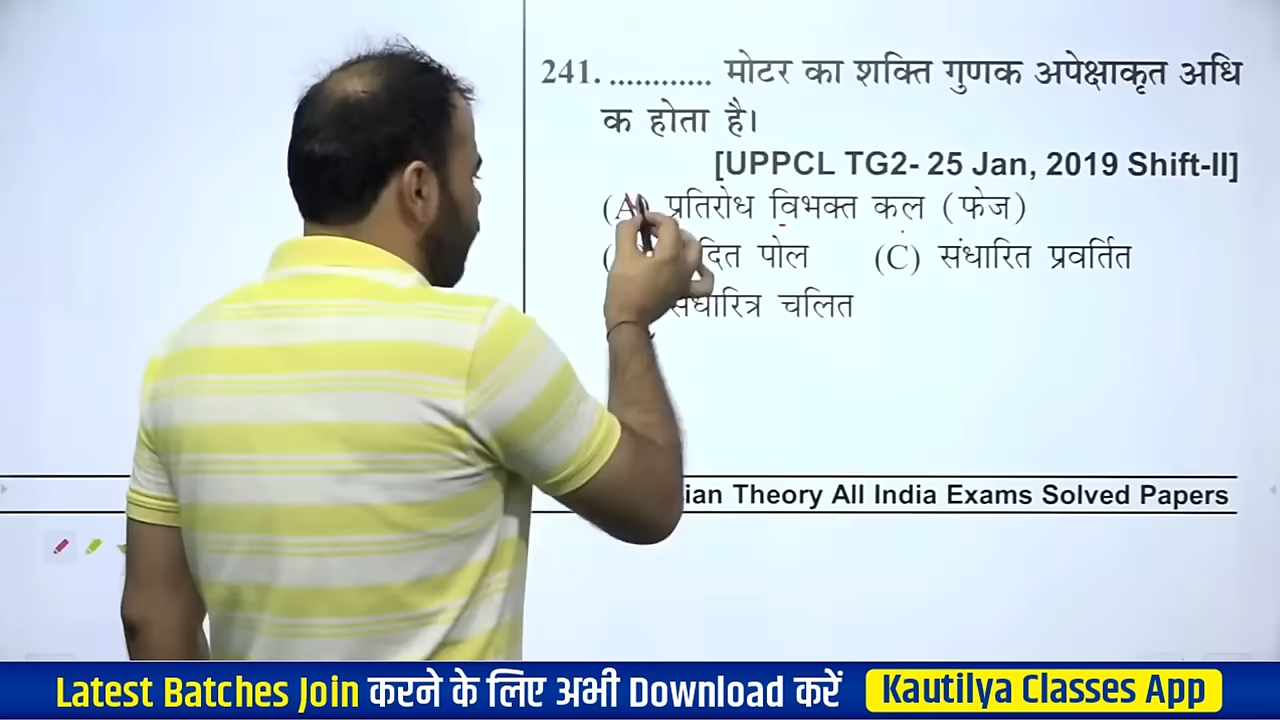 241. ............ मोटर का शक्ति गुणक अपेक्षाकृत अधि
क होता है।
[UPPCL TG2- 25 Jan, 2019 Shift-II]
(A) प्रतिरोध विभक्त कल (फेज)
पोल (C) संधारित प्रवर्तित
संधारित्र चलित
Theory All India Exams Solved Papers
Latest Batches Join करने के लिए अभी Download करें Kautilya Classes App